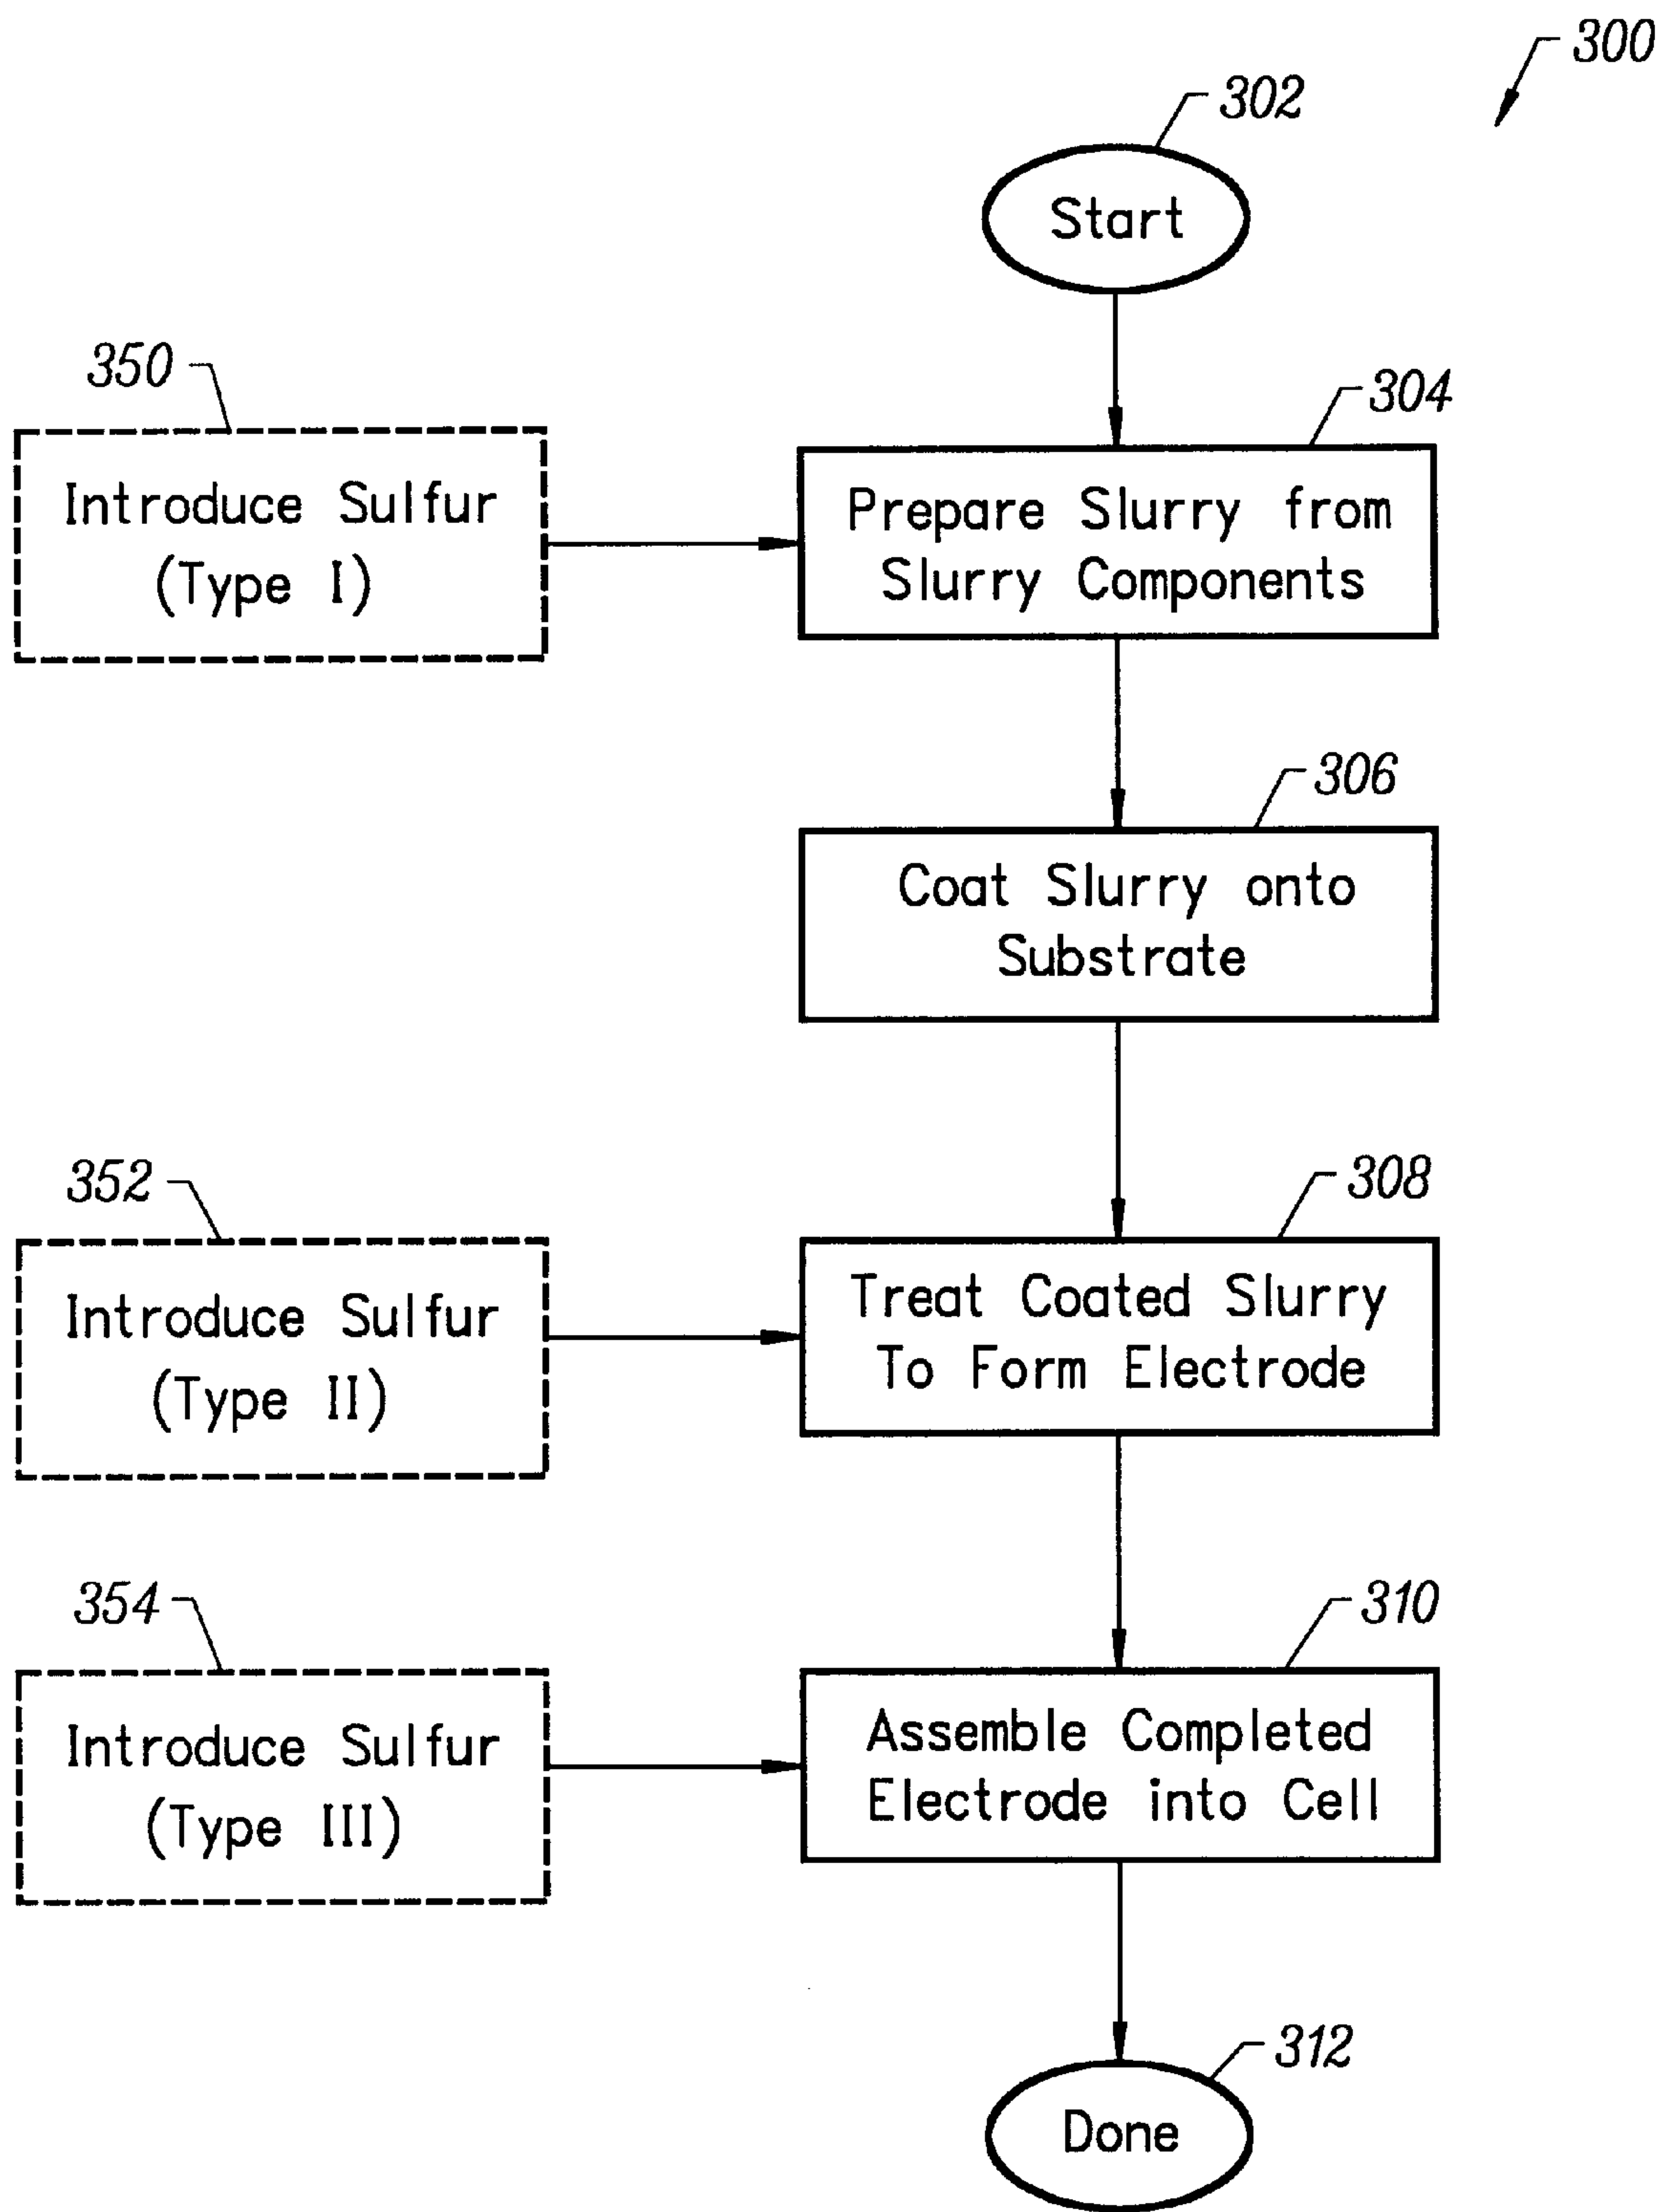 300
302
Start
350
304
Introduce Sulfur
(Type I)
Prepare Slurry from
Slurry Components
306
Coat Slurry onto
Substrate
352
308
Introduce Sulfur
(Type II)
Treat Coated Slurry
To Form Electrode
354
310
Introduce Sulfur
(Type III)
Assemble Completed
Electrode into Cell
312
Done